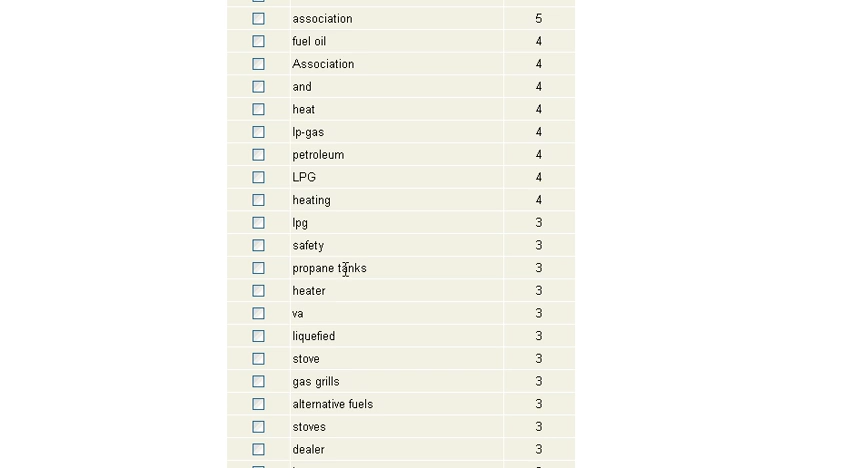 association 5
fuel oil 4
Association 4
and 4
heat 4
lp-gas 4
petroleum 4
LPG 4
heating 4
lpg 3
safety 3
propane tanks 3
heater 3
va 3
liquefied 3
stove 3
gas grills 3
alternative fuels 3
stoves 3
dealer 3